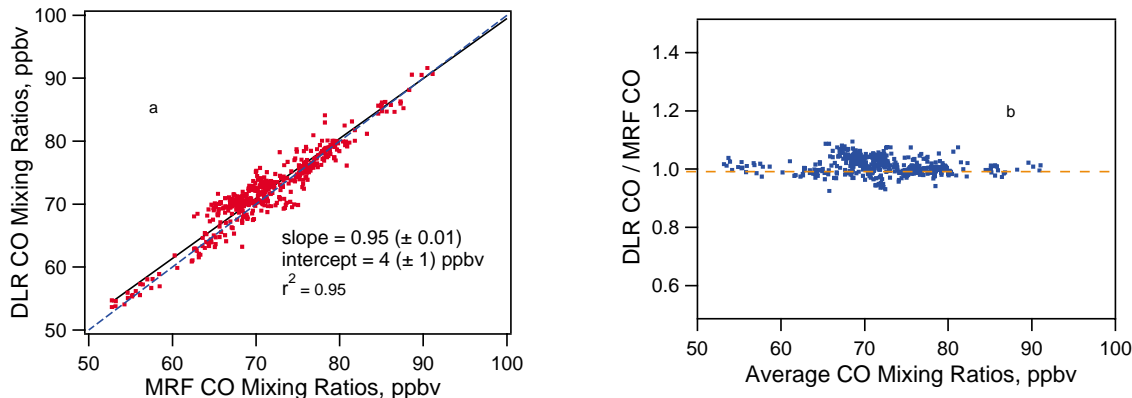 100
90
80
70
60
50
DLR CO Mixing Ratios, ppbv
a
slope = 0.95 (± 0.01)
intercept = 4 (± 1) ppbv
r² = 0.95
50
60
70
80
90
100
MRF CO Mixing Ratios, ppbv
1.4
1.2
1.0
0.8
0.6
DLR CO / MRF CO
b
50
60
70
80
90
100
Average CO Mixing Ratios, ppbv